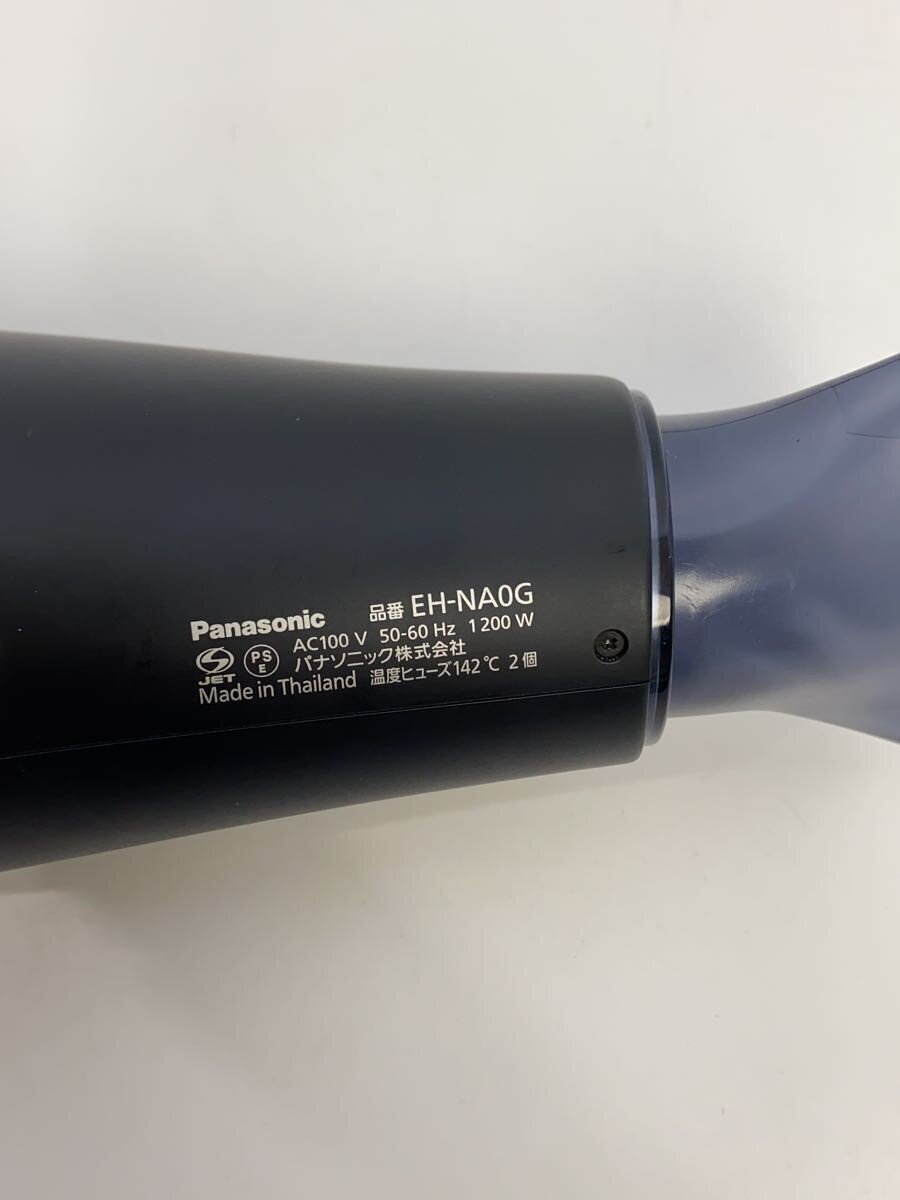 Panasonic 品番 EH-NA0G
AC100 V 50-60 Hz 1200 W
JET PS E パナソニック株式会社
Made in Thailand 温度ヒューズ142℃ 2個